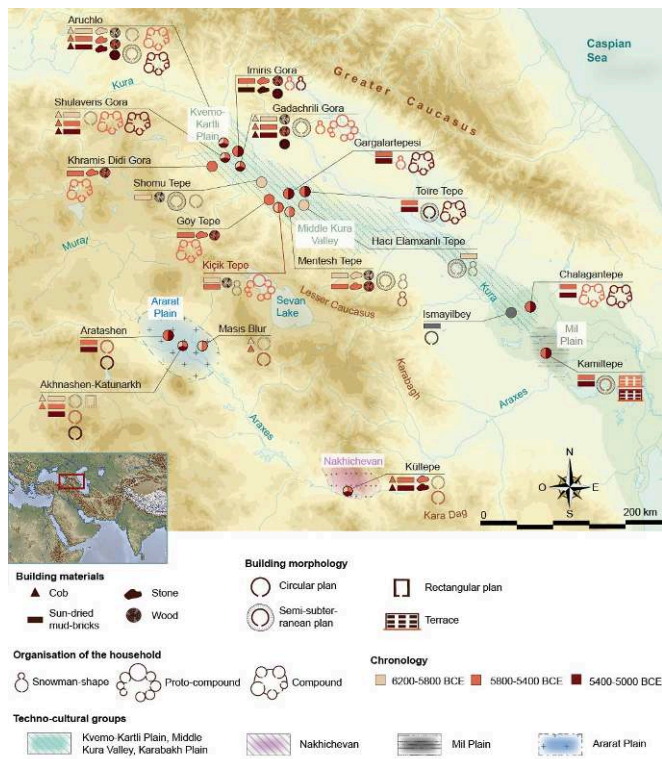 Aruchlo
Caspian
Sea
Kura
Imiris Gora
Greater Caucasus
Shulaveris Gora
Kvemo-
Kartli
Plain
Gadachrili Gora
Gargalartepesi
Khramis Didi Gora
Shomu Tepe
Toïre Tepe
Göy Tepe
Middle Kura
Valley
Murat
Hacı Elamxanlı Tepe
Mentesh Tepe
Kiçik Tepe
Kura
Chalagantepe
Ararat
Plain
Sevan
Lake
Lesser Caucasus
Ismayilbey
Mil
Plain
Aratashen
Masis Blur
Kamiltepe
Karabagh
Akhnashen-Katunarkh
Araxes
Araxes
Nakhichevan
Küllepe
N
O
E
S
Kara Dag
0
200 km
Building materials
Cob
Stone
Sun-dried
mud-bricks
Wood
Building morphology
Circular plan
Rectangular plan
Semi-subter-
ranean plan
Terrace
Organisation of the household
Snowman-shape
Proto-compound
Compound
Chronology
6200-5800 BCE
5800-5400 BCE
5400-5000 BCE
Techno-cultural groups
Kvemo-Kartli Plain, Middle
Kura Valley, Karabakh Plain
Nakhichevan
Mil Plain
Ararat Plain